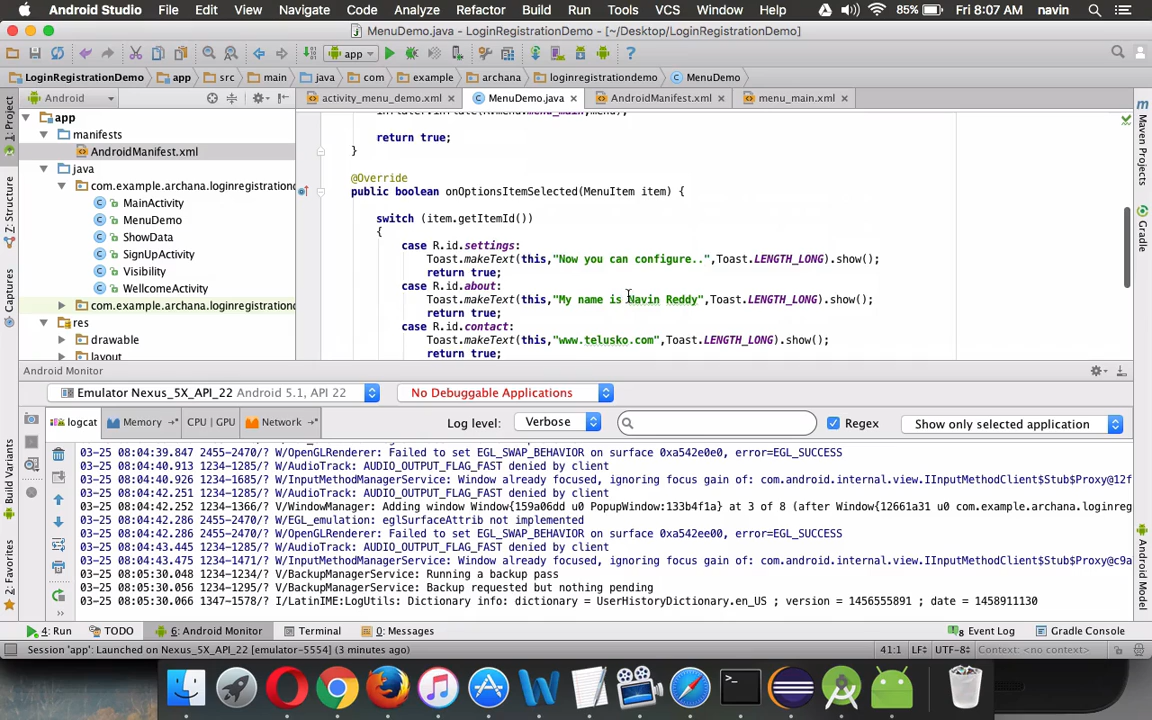 Android Studio File Edit View Navigate Code Analyze Refactor Build Run Tools VCS Window Help 85% Fri 8:07 AM navin
MenuDemo.java - LoginRegistrationDemo - [~/Desktop/LoginRegistrationDemo]
app
LoginRegistrationDemo app src main java com example archana loginregistrationdemo MenuDemo
Android
activity_menu_demo.xml MenuDemo.java AndroidManifest.xml menu_main.xml
1: Project
Z: Structure
Captures
Build Variants
2: Favorites
Maven Projects
Gradle
Android Model
app
manifests
AndroidManifest.xml
java
com.example.archana.loginregistration
MainActivity
MenuDemo
ShowData
SignUpActivity
Visibility
WellcomeActivity
com.example.archana.loginregistration
res
drawable
layout
return true;
}
@Override
public boolean onOptionsItemSelected(MenuItem item) {
switch (item.getItemId())
{
case R.id.settings:
Toast.makeText(this,"Now you can configure..",Toast.LENGTH_LONG).show();
return true;
case R.id.about:
Toast.makeText(this,"My name is Navin Reddy",Toast.LENGTH_LONG).show();
return true;
case R.id.contact:
Toast.makeText(this,"www.telusko.com",Toast.LENGTH_LONG).show();
return true;
Android Monitor
Emulator Nexus_5X_API_22 Android 5.1, API 22 No Debuggable Applications
logcat Memory CPU | GPU Network Log level: Verbose Regex Show only selected application
03-25 08:04:39.847 2455-2470/? W/OpenGLRenderer: Failed to set EGL_SWAP_BEHAVIOR on surface 0xa542e0e0, error=EGL_SUCCESS
03-25 08:04:40.913 1234-1285/? W/AudioTrack: AUDIO_OUTPUT_FLAG_FAST denied by client
03-25 08:04:40.926 1234-1685/? W/InputMethodManagerService: Window already focused, ignoring focus gain of: com.android.internal.view.IInputMethodClient$Stub$Proxy@12f
03-25 08:04:42.251 1234-1285/? W/AudioTrack: AUDIO_OUTPUT_FLAG_FAST denied by client
03-25 08:04:42.252 1234-1366/? V/WindowManager: Adding window Window{159a06dd u0 PopupWindow:133b4f1a} at 3 of 8 (after Window{12661a31 u0 com.example.archana.loginreg
03-25 08:04:42.286 2455-2470/? W/EGL_emulation: eglSurfaceAttrib not implemented
03-25 08:04:42.286 2455-2470/? W/OpenGLRenderer: Failed to set EGL_SWAP_BEHAVIOR on surface 0xa542ee00, error=EGL_SUCCESS
03-25 08:04:43.445 1234-1285/? W/AudioTrack: AUDIO_OUTPUT_FLAG_FAST denied by client
03-25 08:04:43.475 1234-1471/? W/InputMethodManagerService: Window already focused, ignoring focus gain of: com.android.internal.view.IInputMethodClient$Stub$Proxy@c9a
03-25 08:05:30.048 1234-1234/? V/BackupManagerService: Running a backup pass
03-25 08:05:30.056 1234-1295/? V/BackupManagerService: Backup requested but nothing pending
03-25 08:05:30.066 1347-1578/? I/LatinIME:LogUtils: Dictionary info: dictionary = UserHistoryDictionary.en_US ; version = 1456555891 ; date = 1458911130
4: Run TODO 6: Android Monitor Terminal 0: Messages 8 Event Log Gradle Console
Session 'app': Launched on Nexus_5X_API_22 [emulator-5554] (3 minutes ago) 41:1 LF UTF-8 Context: <no context>